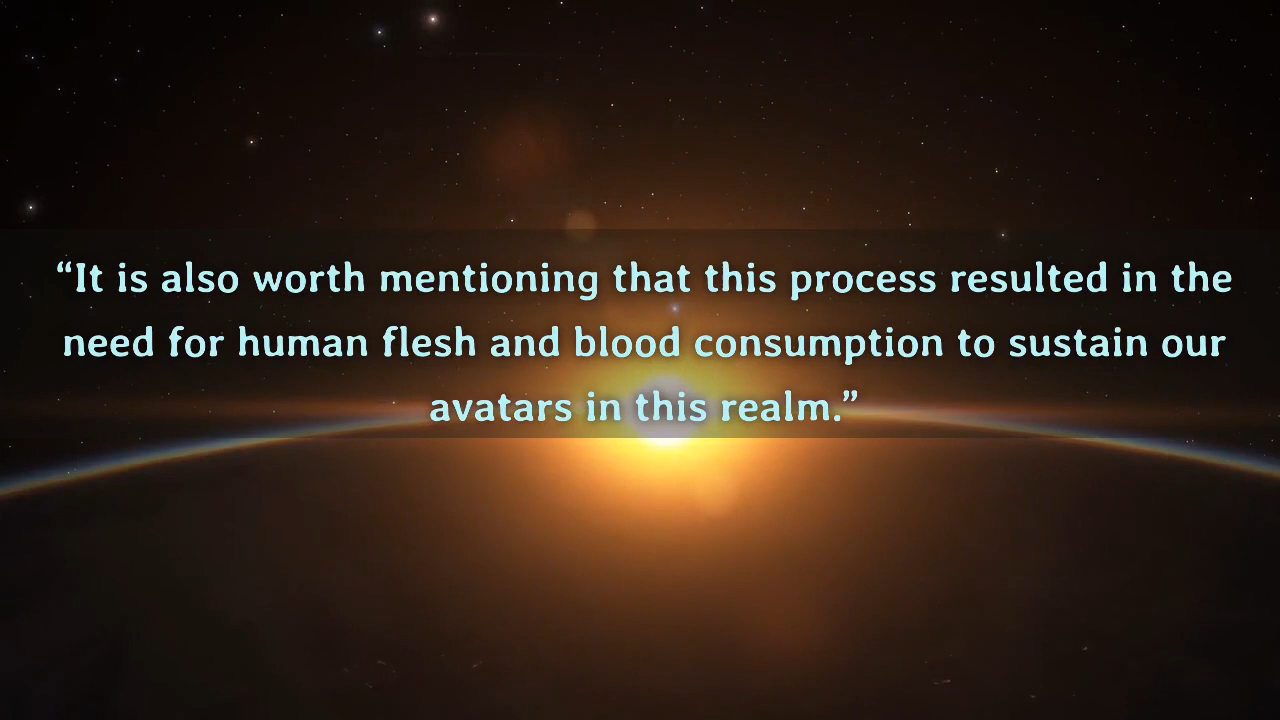 “It is also worth mentioning that this process resulted in the
need for human flesh and blood consumption to sustain our
avatars in this realm.”